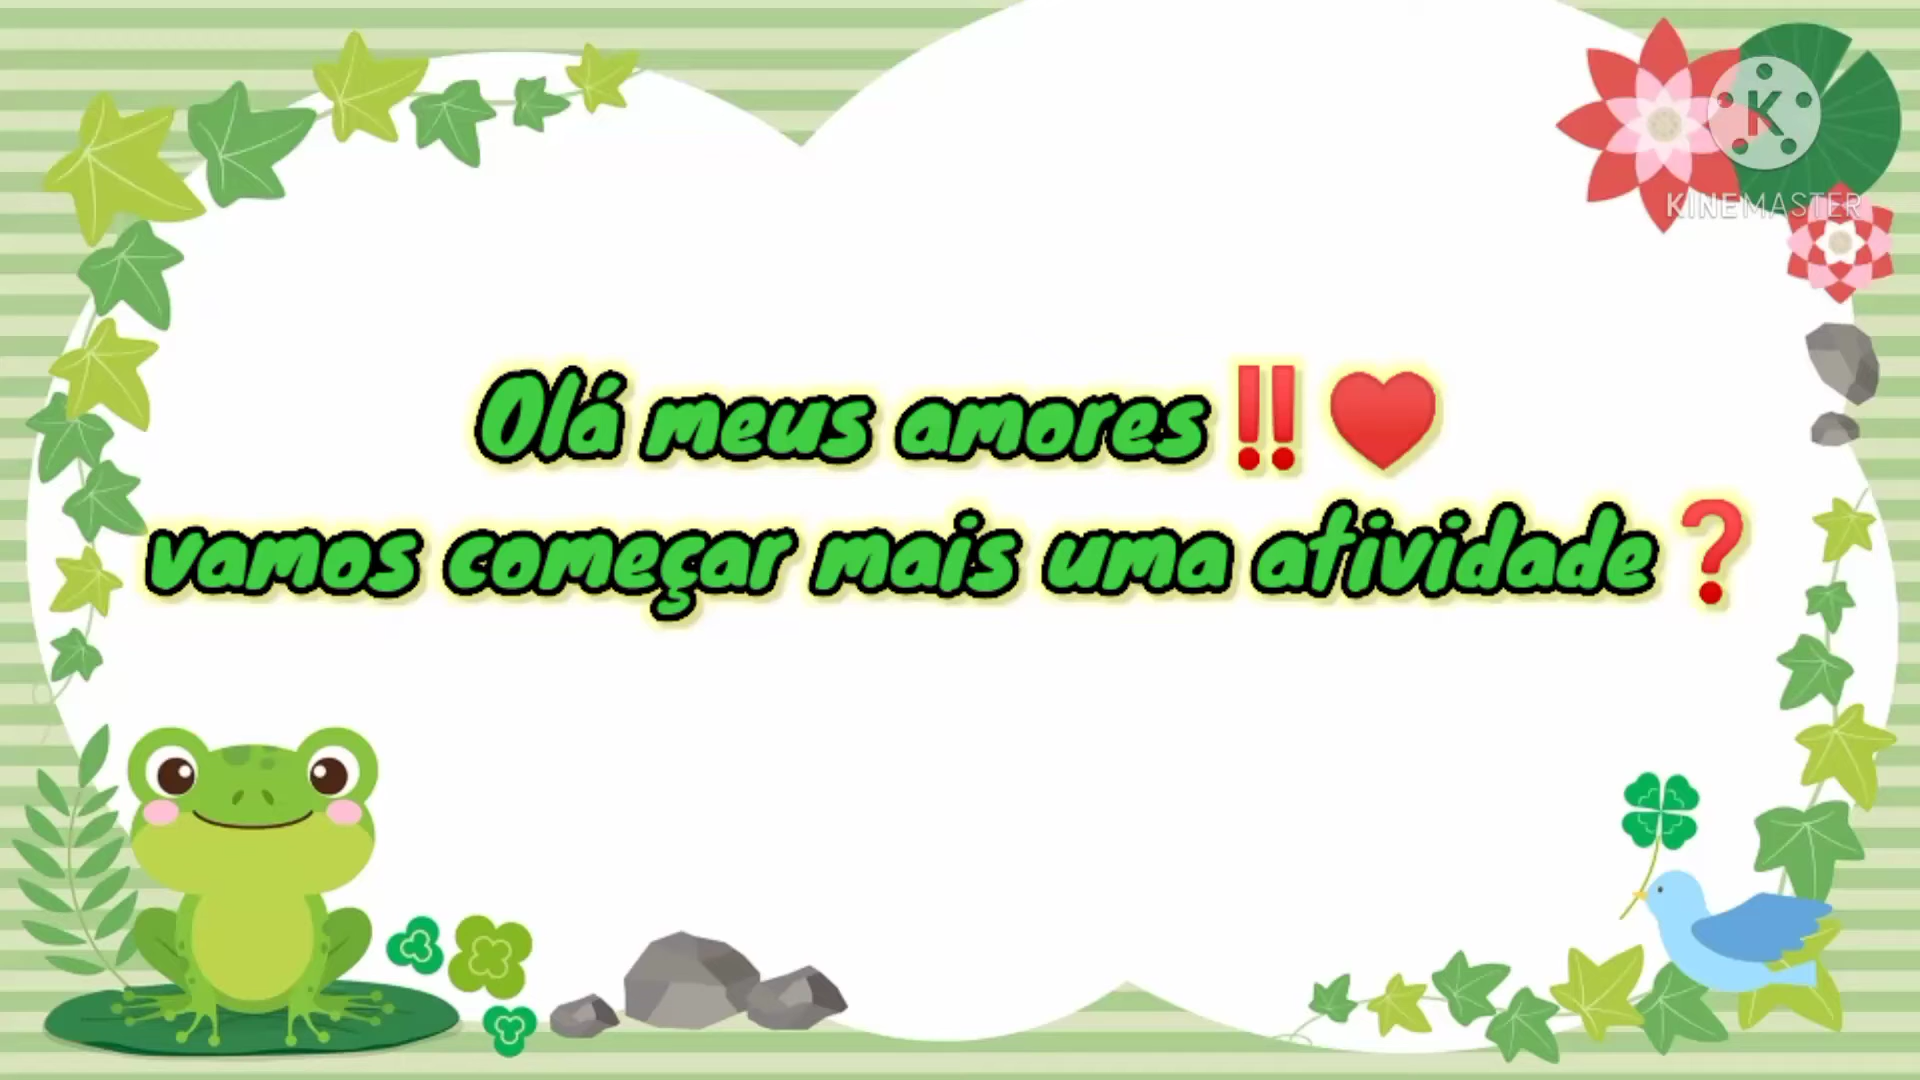 Olá meus amores‼️♥️
vamos começar mais uma atividade❓
K
KINEMASTER